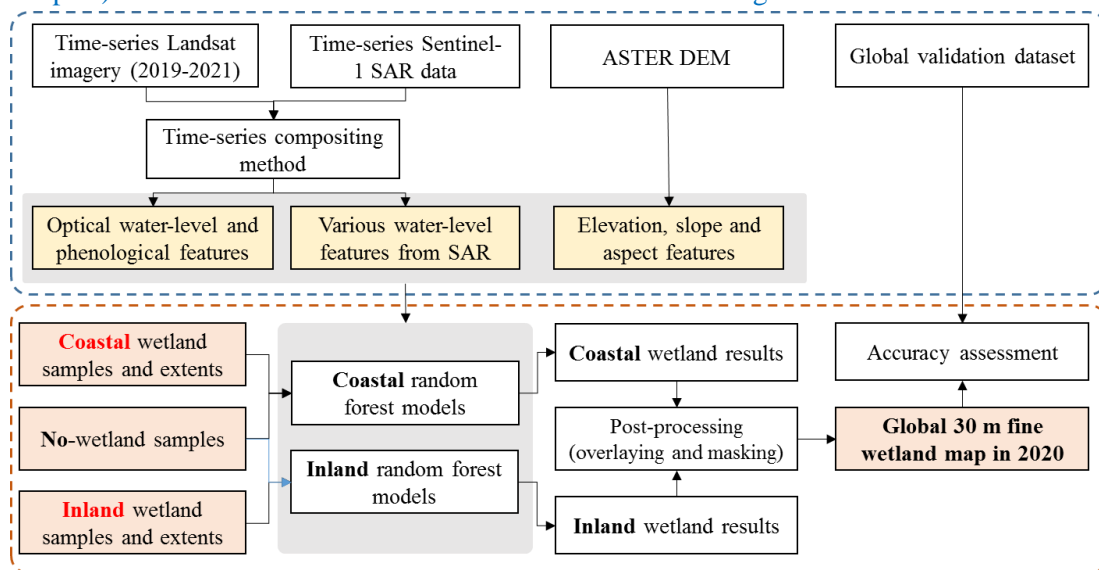 Time-series Landsat
imagery (2019-2021)
Time-series Sentinel-
1 SAR data
ASTER DEM
Global validation dataset
Time-series compositing
method
Optical water-level and
phenological features
Various water-level
features from SAR
Elevation, slope and
aspect features
Coastal wetland
samples and extents
No-wetland samples
Inland wetland
samples and extents
Coastal random
forest models
Inland random forest
models
Coastal wetland results
Post-processing
(overlaying and masking)
Inland wetland results
Accuracy assessment
Global 30 m fine
wetland map in 2020